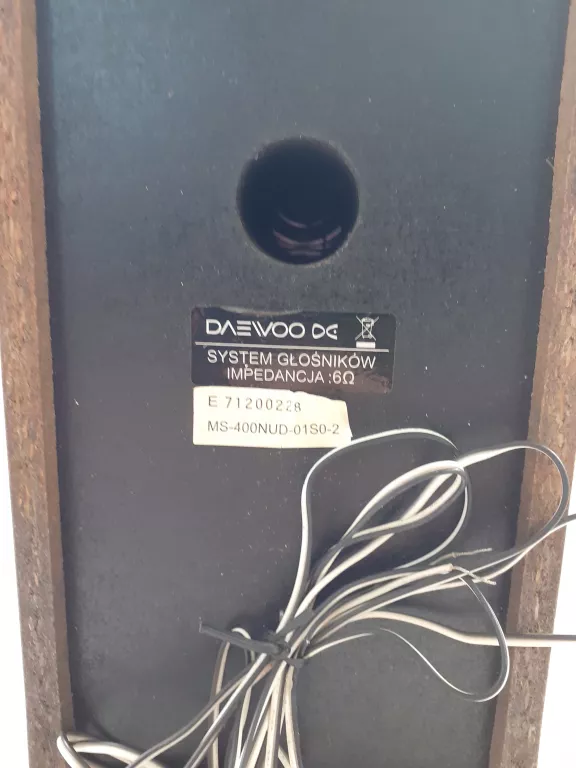 DAEWOO DE
SYSTEM GŁOŚNIKÓW
IMPEDANCJA :6Ω
E 71200228
MS-400NUD-01S0-2